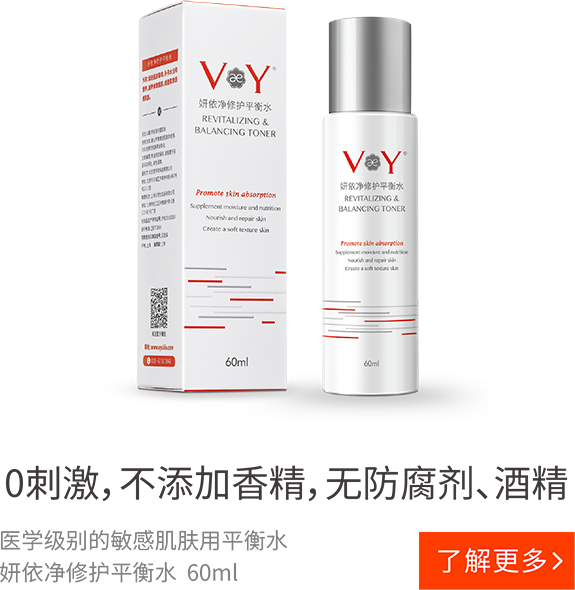 VæY®
妍依净修护平衡水
REVITALIZING &
BALANCING TONER
Promote skin absorption
Supplement moisture and nutrition
Nourish and repair skin
Create a soft texture skin
60ml
VæY®
妍依净修护平衡水
REVITALIZING &
BALANCING TONER
Promote skin absorption
Supplement moisture and nutrition
Nourish and repair skin
Create a soft texture skin
60ml
0刺激，不添加香精，无防腐剂、酒精
医学级别的敏感肌肤用平衡水
妍依净修护平衡水 60ml
了解更多>